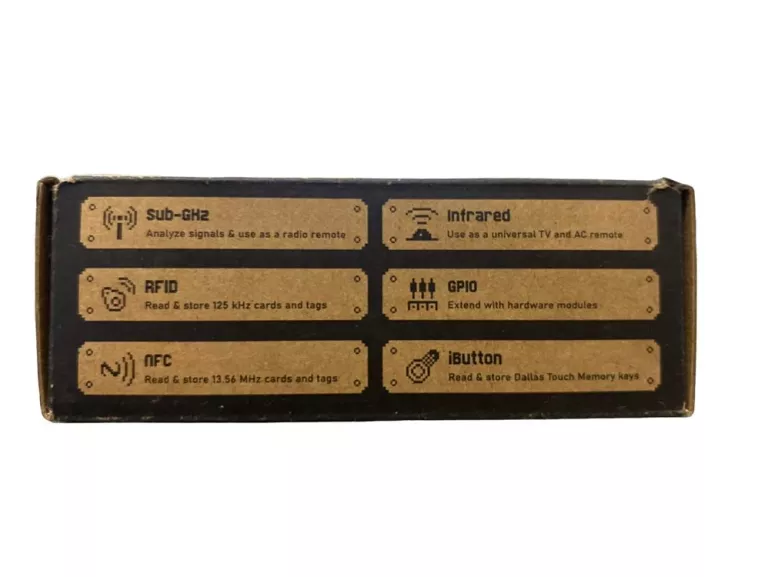 Sub-GHz
Analyze signals & use as a radio remote
RFID
Read & store 125 kHz cards and tags
NFC
Read & store 13.56 MHz cards and tags
Infrared
Use as a universal TV and AC remote
GPIO
Extend with hardware modules
iButton
Read & store Dallas Touch Memory keys